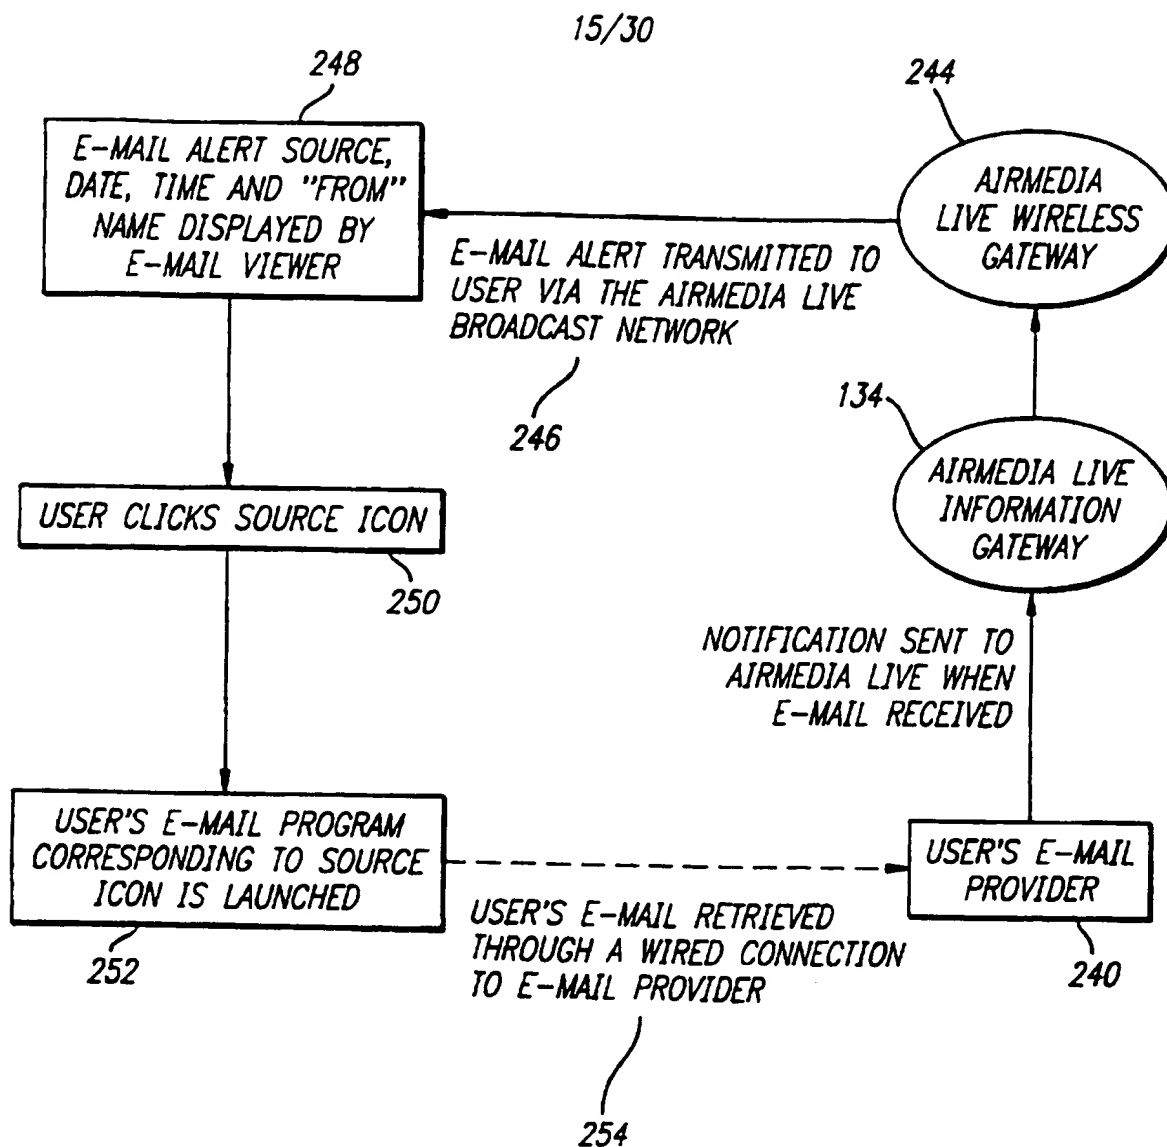 15/30
248
E-MAIL ALERT SOURCE,
DATE, TIME AND "FROM"
NAME DISPLAYED BY
E-MAIL VIEWER
244
AIRMEDIA
LIVE WIRELESS
GATEWAY
E-MAIL ALERT TRANSMITTED TO
USER VIA THE AIRMEDIA LIVE
BROADCAST NETWORK
246
134
AIRMEDIA LIVE
INFORMATION
GATEWAY
USER CLICKS SOURCE ICON
250
NOTIFICATION SENT TO
AIRMEDIA LIVE WHEN
E-MAIL RECEIVED
USER'S E-MAIL PROGRAM
CORRESPONDING TO SOURCE
ICON IS LAUNCHED
252
USER'S E-MAIL RETRIEVED
THROUGH A WIRED CONNECTION
TO E-MAIL PROVIDER
254
USER'S E-MAIL
PROVIDER
240